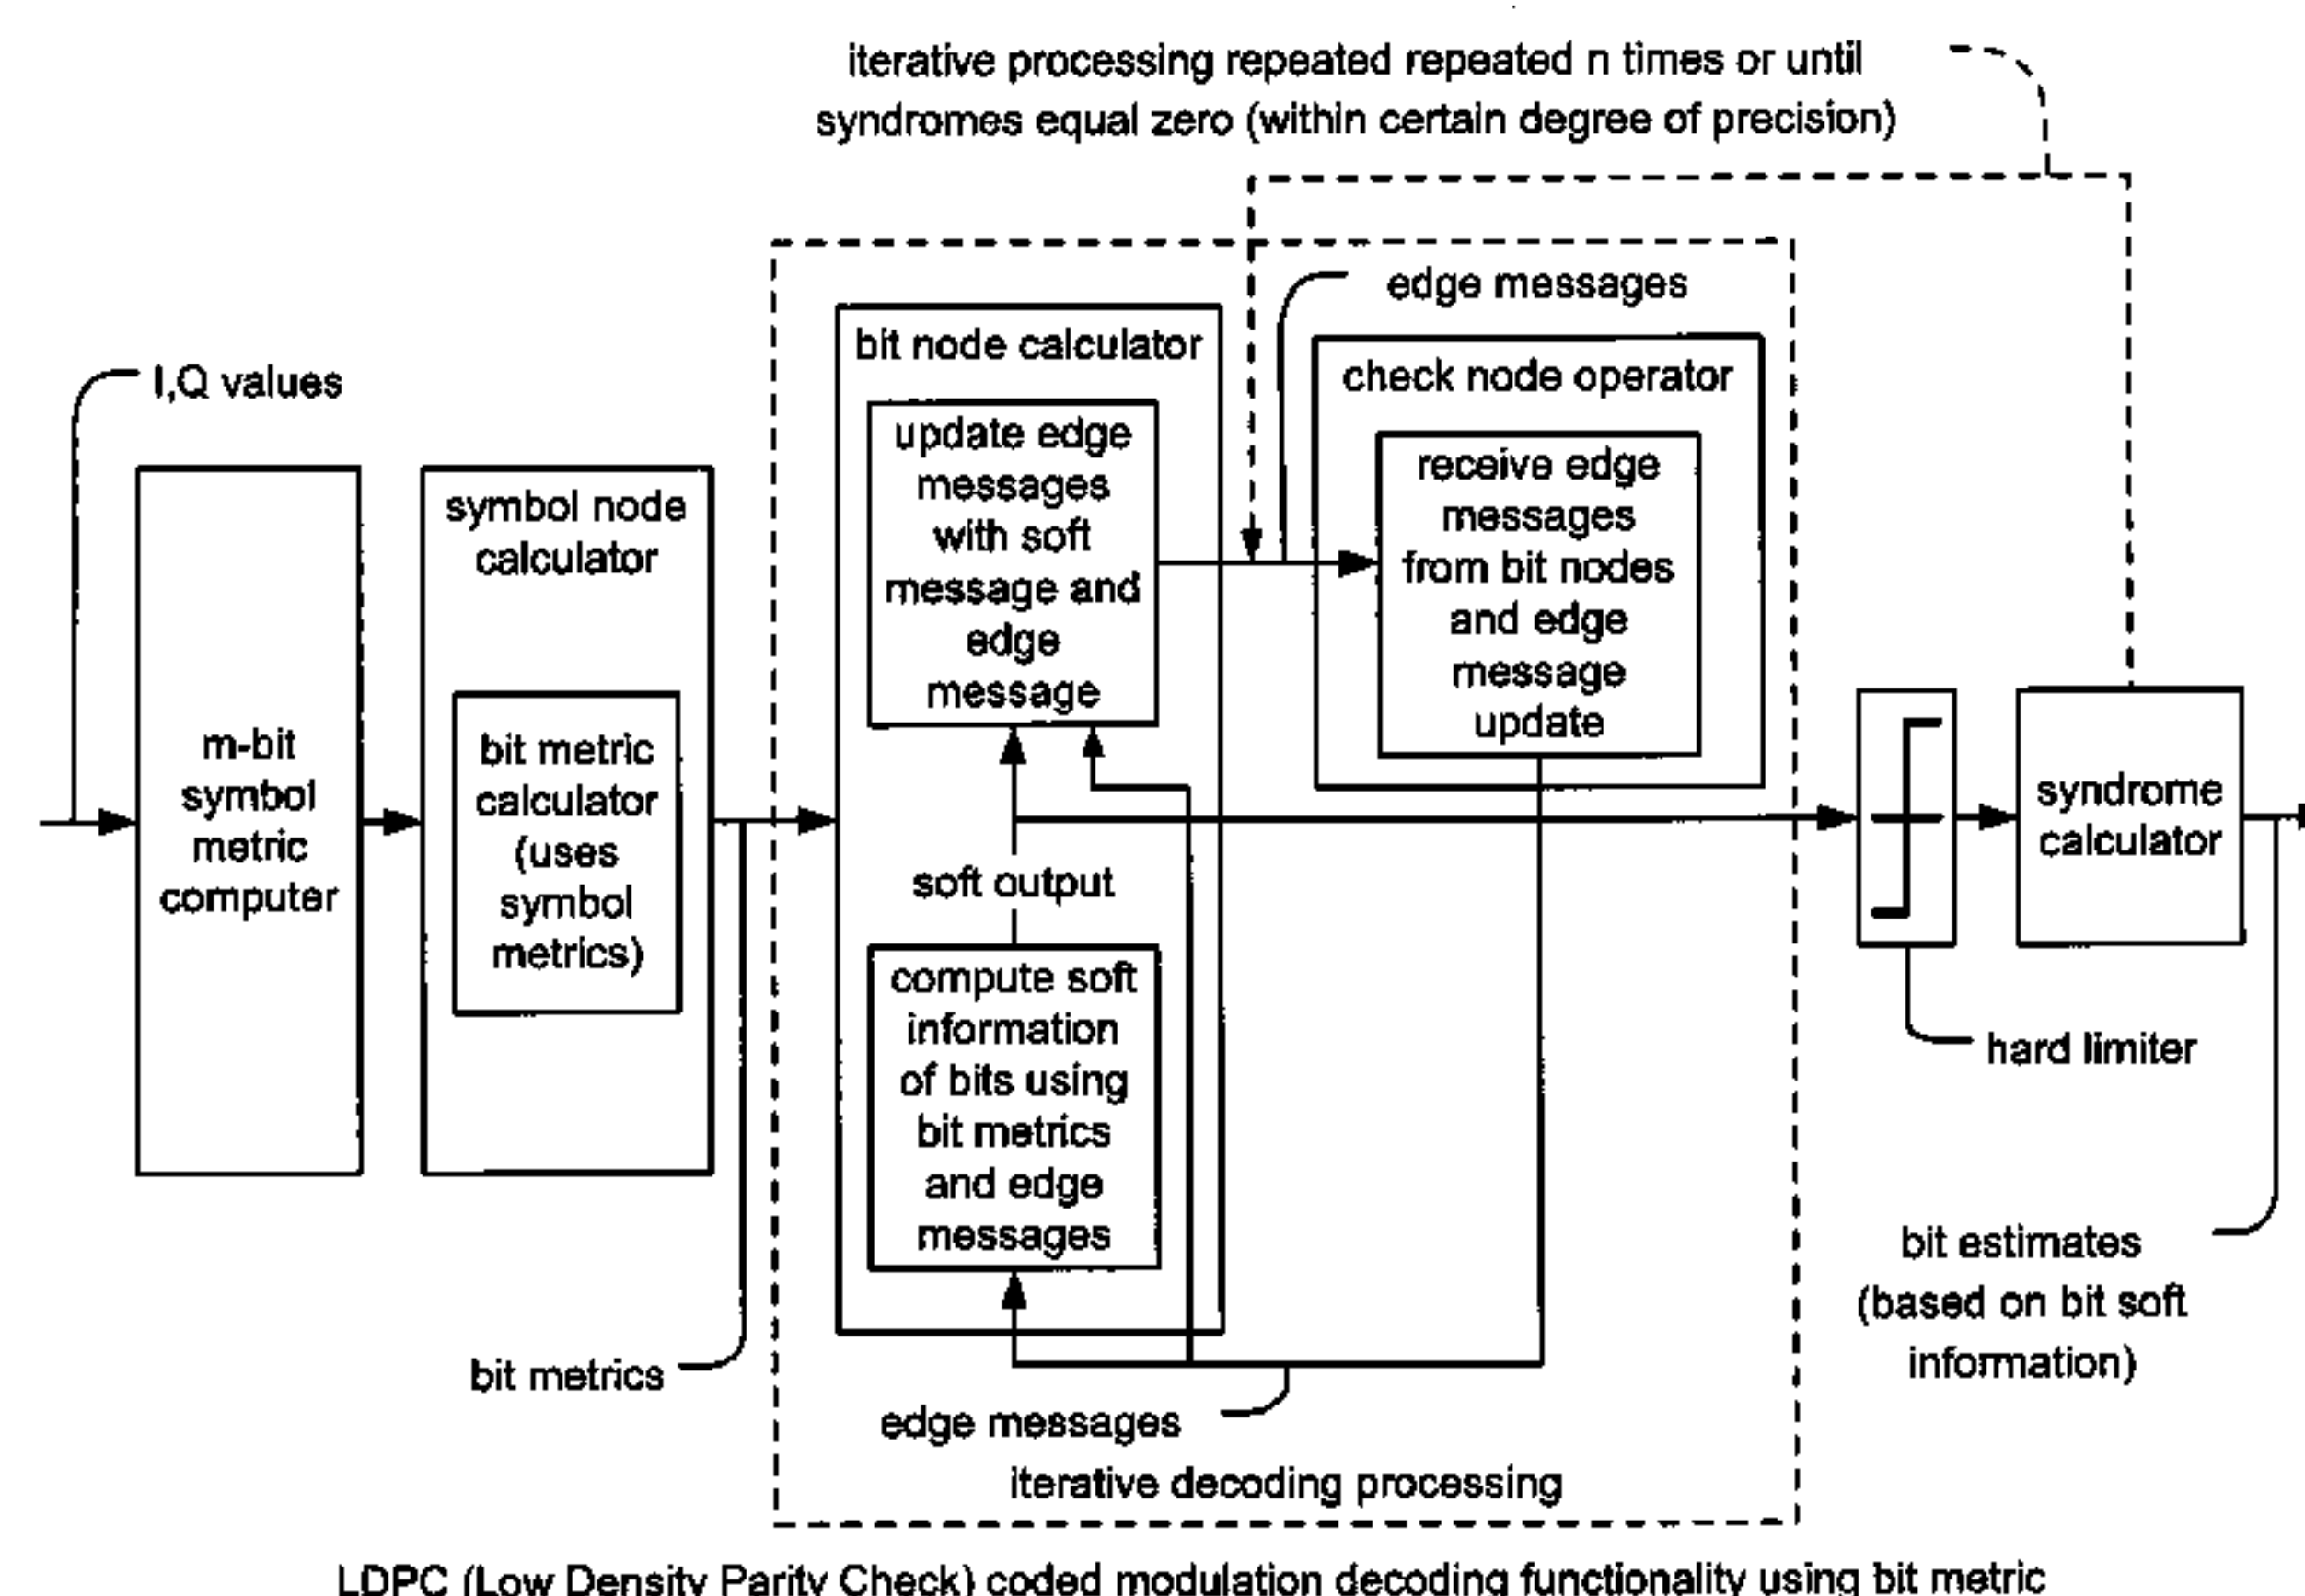 iterative processing repeated repeated n times or until
syndromes equal zero (within certain degree of precision)
edge messages
bit node calculator
check node operator
I,Q values
update edge
messages
with soft
message and
edge
message
receive edge
messages
from bit nodes
and edge
message
update
symbol node
calculator
m-bit
symbol
metric
computer
bit metric
calculator
(uses
symbol
metrics)
soft output
syndrome
calculator
compute soft
information
of bits using
bit metrics
and edge
messages
hard limiter
bit estimates
(based on bit soft
information)
bit metrics
edge messages
iterative decoding processing
LDPC (Low Density Parity Check) coded modulation decoding functionality using bit metric